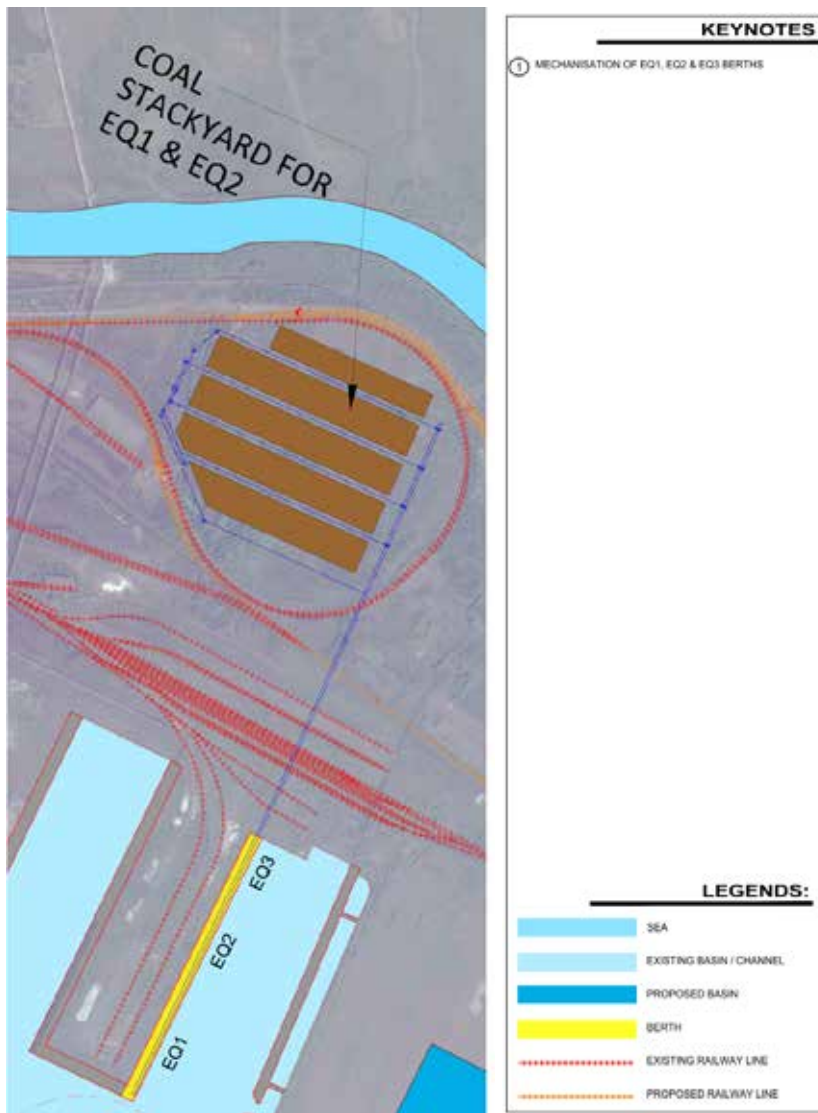 COAL
STACKYARD FOR
EQ1 & EQ2
EQ3
EQ2
EQ1
KEYNOTES
1 MECHANISATION OF EQ1, EQ2 & EQ3 BERTHS
LEGENDS:
SEA
EXISTING BASIN / CHANNEL
PROPOSED BASIN
BERTH
EXISTING RAILWAY LINE
PROPOSED RAILWAY LINE